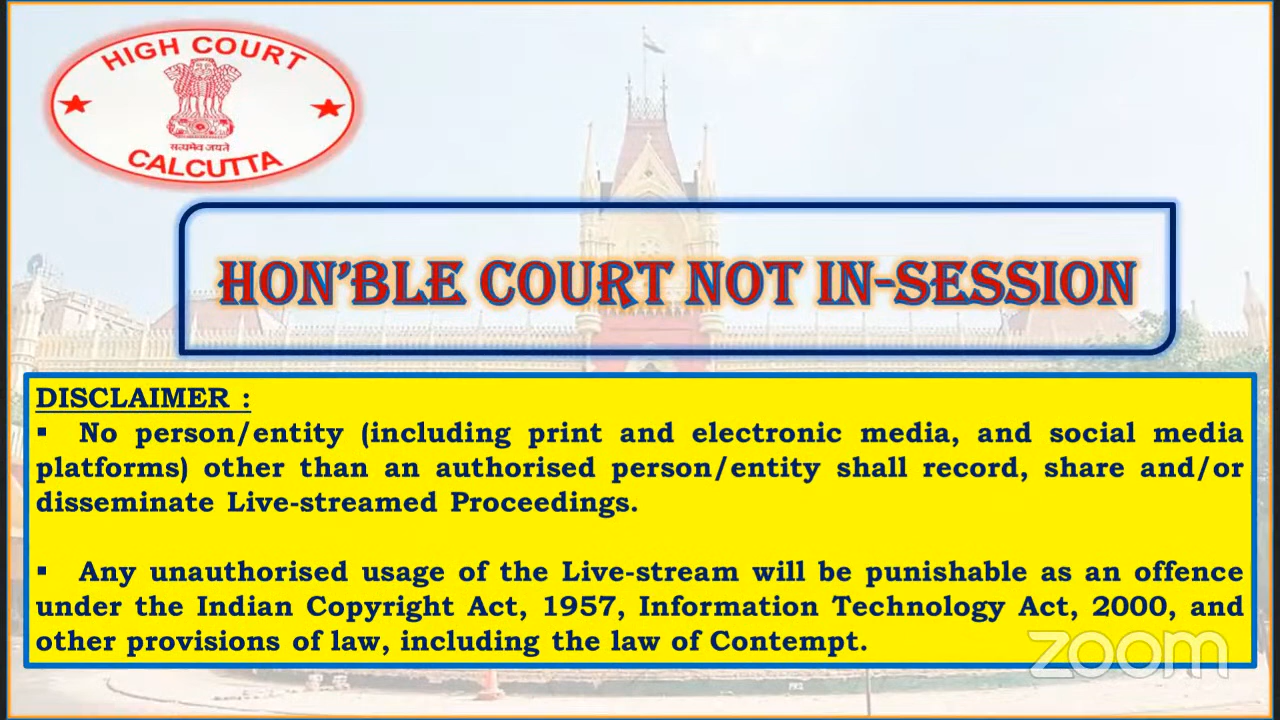 HIGH COURT
सत्यमेव जयते
CALCUTTA
HON'BLE COURT NOT IN-SESSION
DISCLAIMER :
▪ No person/entity (including print and electronic media, and social media
platforms) other than an authorised person/entity shall record, share and/or
disseminate Live-streamed Proceedings.
▪ Any unauthorised usage of the Live-stream will be punishable as an offence
under the Indian Copyright Act, 1957, Information Technology Act, 2000, and
other provisions of law, including the law of Contempt.
zoom